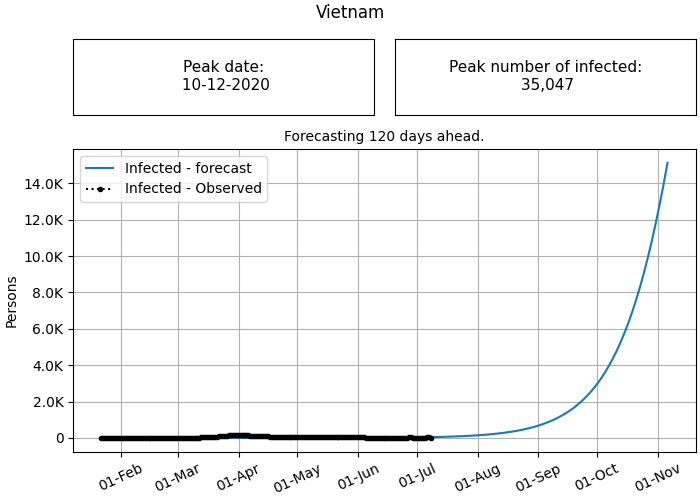 Vietnam
Peak date:
10-12-2020
Peak number of infected:
35,047
Forecasting 120 days ahead.
Infected - forecast
Infected - Observed
14.0K
12.0K
10.0K
8.0K
6.0K
4.0K
2.0K
0
Persons
01-Feb
01-Mar
01-Apr
01-May
01-Jun
01-Jul
01-Aug
01-Sep
01-Oct
01-Nov